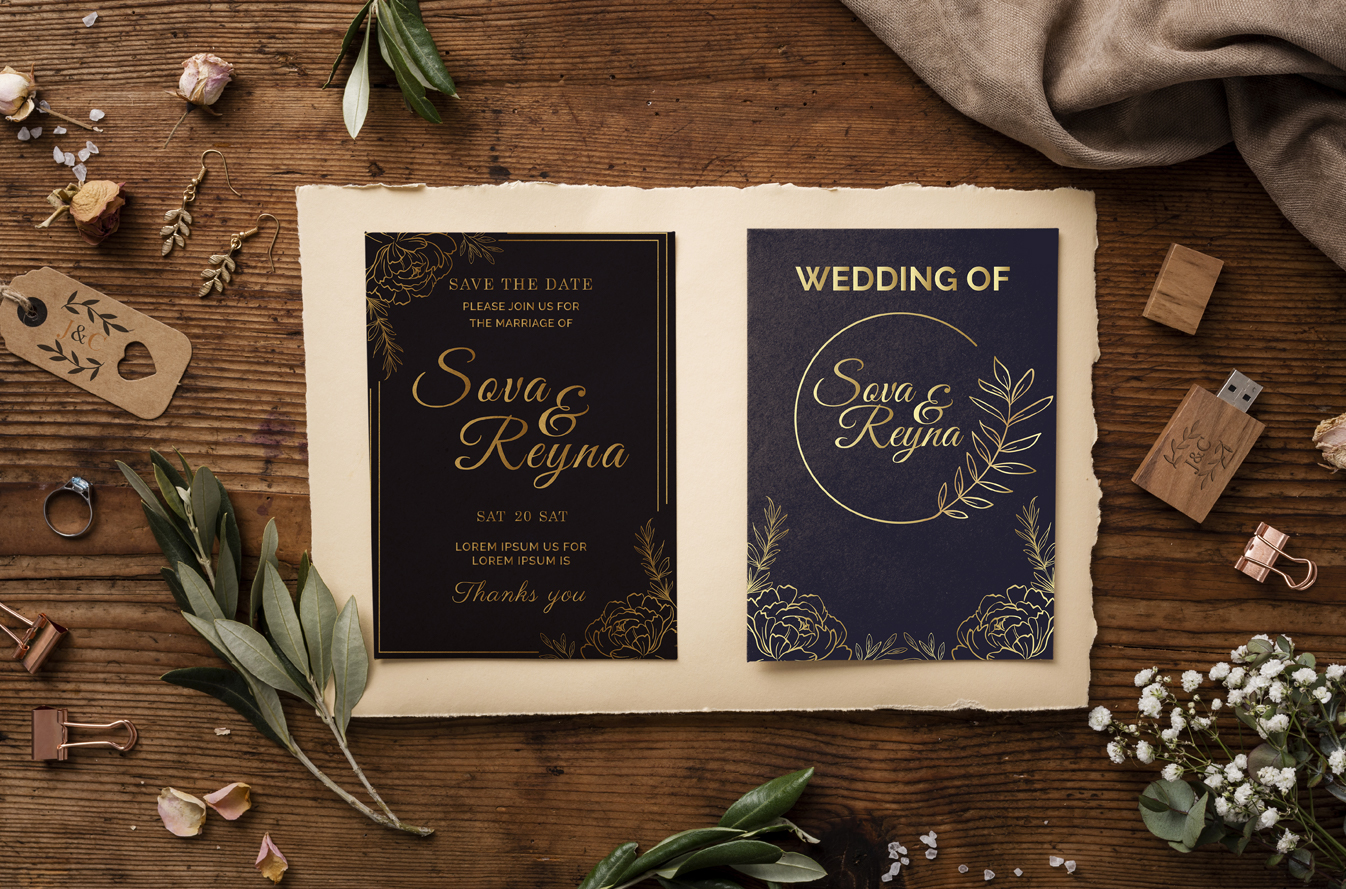 SAVE THE DATE
PLEASE JOIN US FOR
THE MARRIAGE OF
Sova
&
Reyna
SAT 20 SAT
LOREM IPSUM US FOR
LOREM IPSUM IS
Thanks you
WEDDING OF
Sova
&
Reyna
J&C
J&C